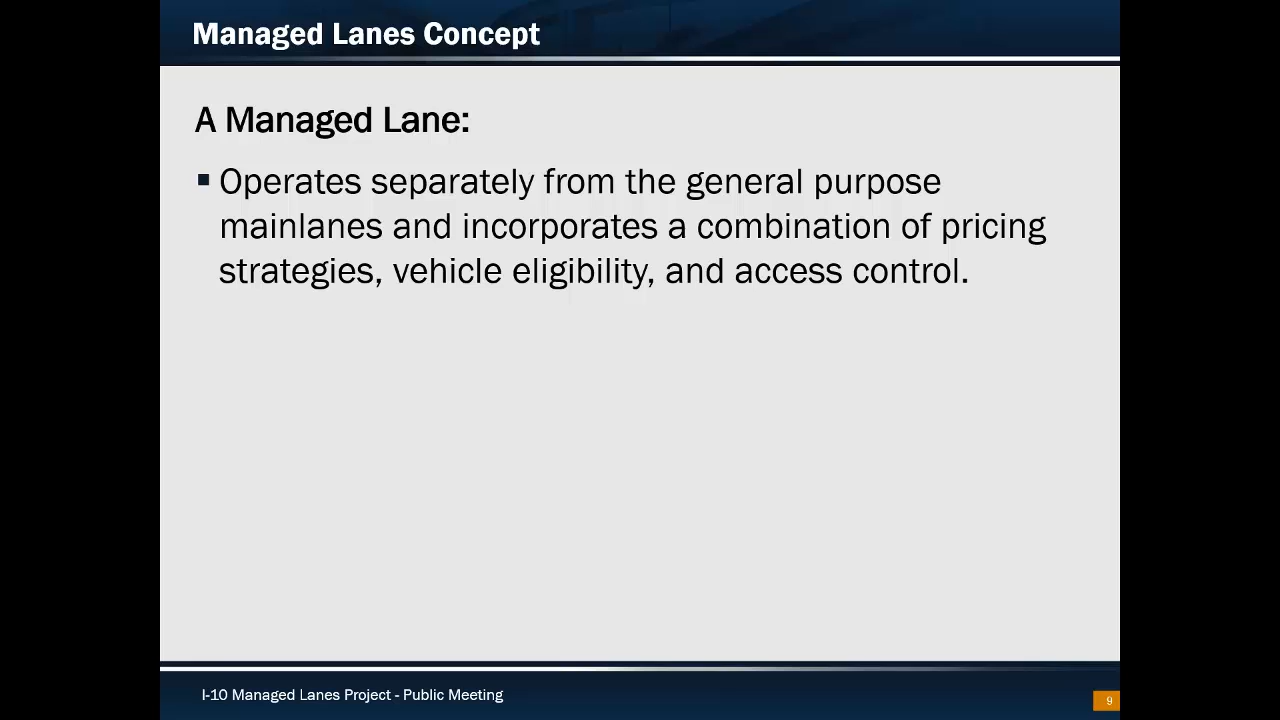 Managed Lanes Concept
A Managed Lane:
▪ Operates separately from the general purpose
mainlanes and incorporates a combination of pricing
strategies, vehicle eligibility, and access control.
I-10 Managed Lanes Project - Public Meeting
9